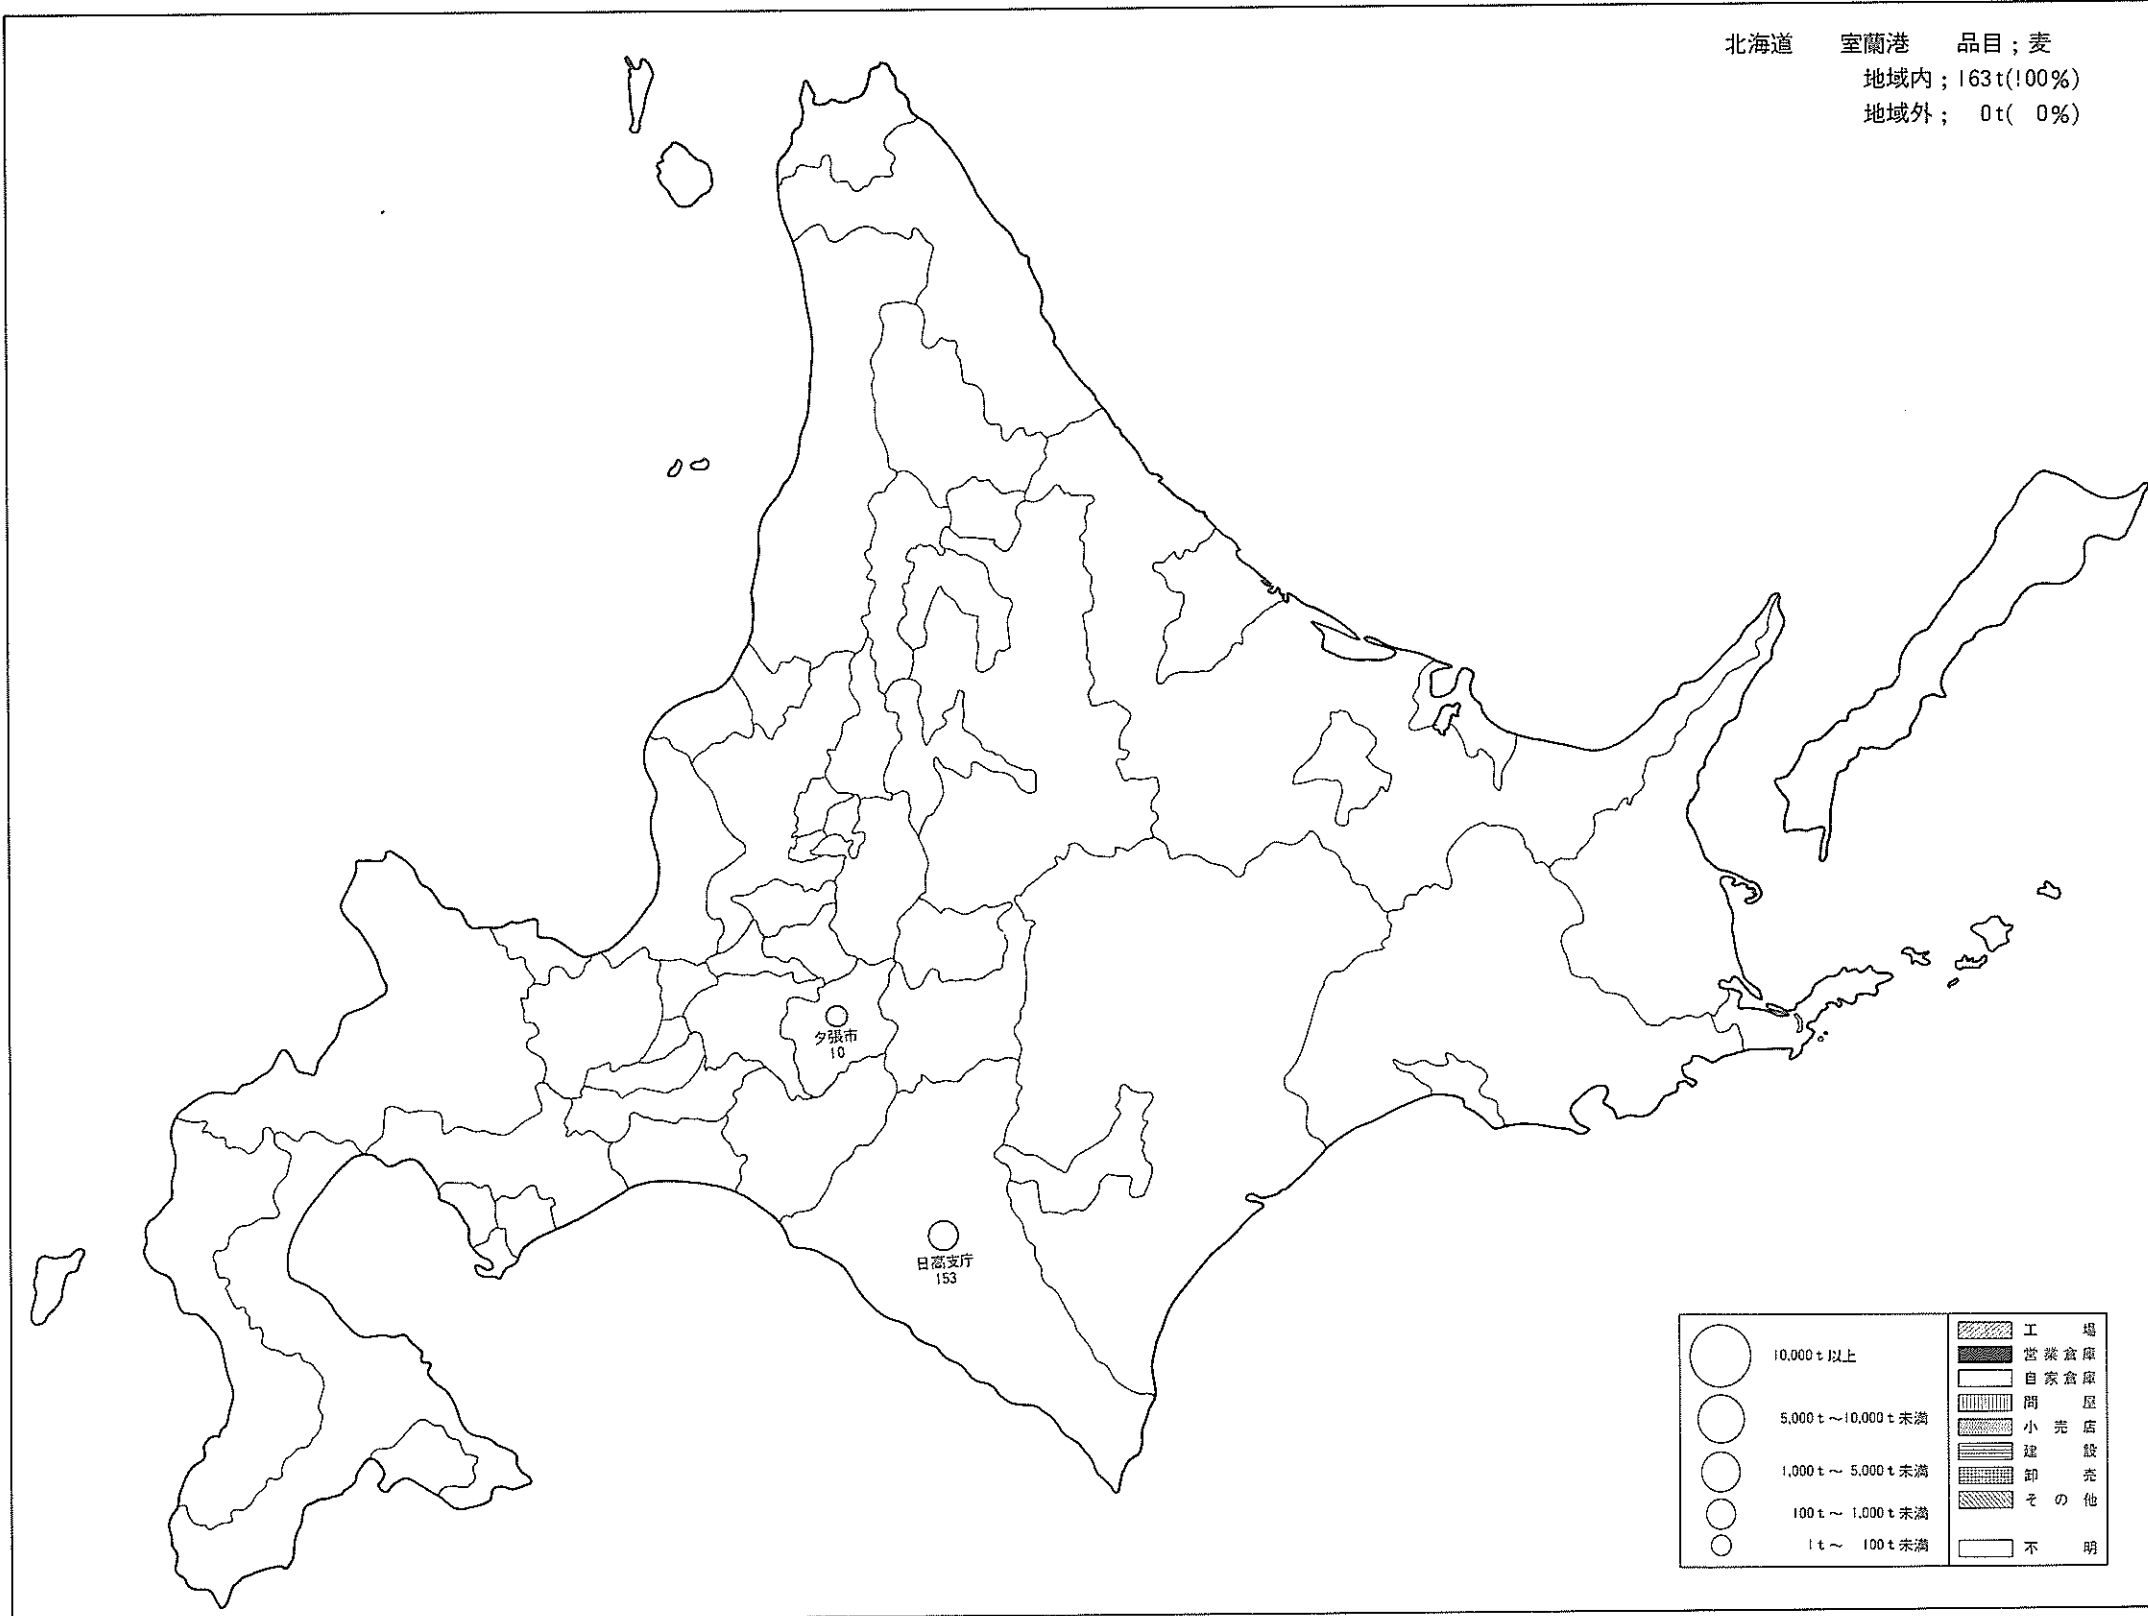 北海道 室蘭港 品目；麦
地域内；163t(100%)
地域外； 0t( 0%)
夕張市
10
日高支庁
153
10,000t以上
5,000t～10,000t未満
1,000t～ 5,000t未満
100t～ 1,000t未満
1t～ 100t未満
工場
営業倉庫
自家倉庫
問屋
小売店
建設
卸売
その他
不明